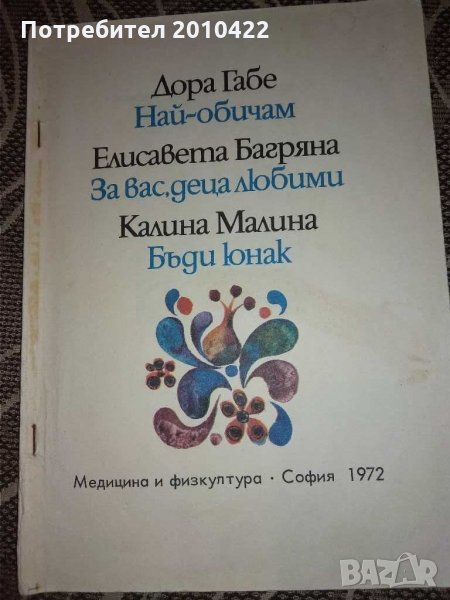 Потребител 2010422
Дора Габе
Най-обичам
Елисавета Багряна
За вас, деца любими
Калина Малина
Бъди юнак
Медицина и физкултура · София 1972
BAZAR